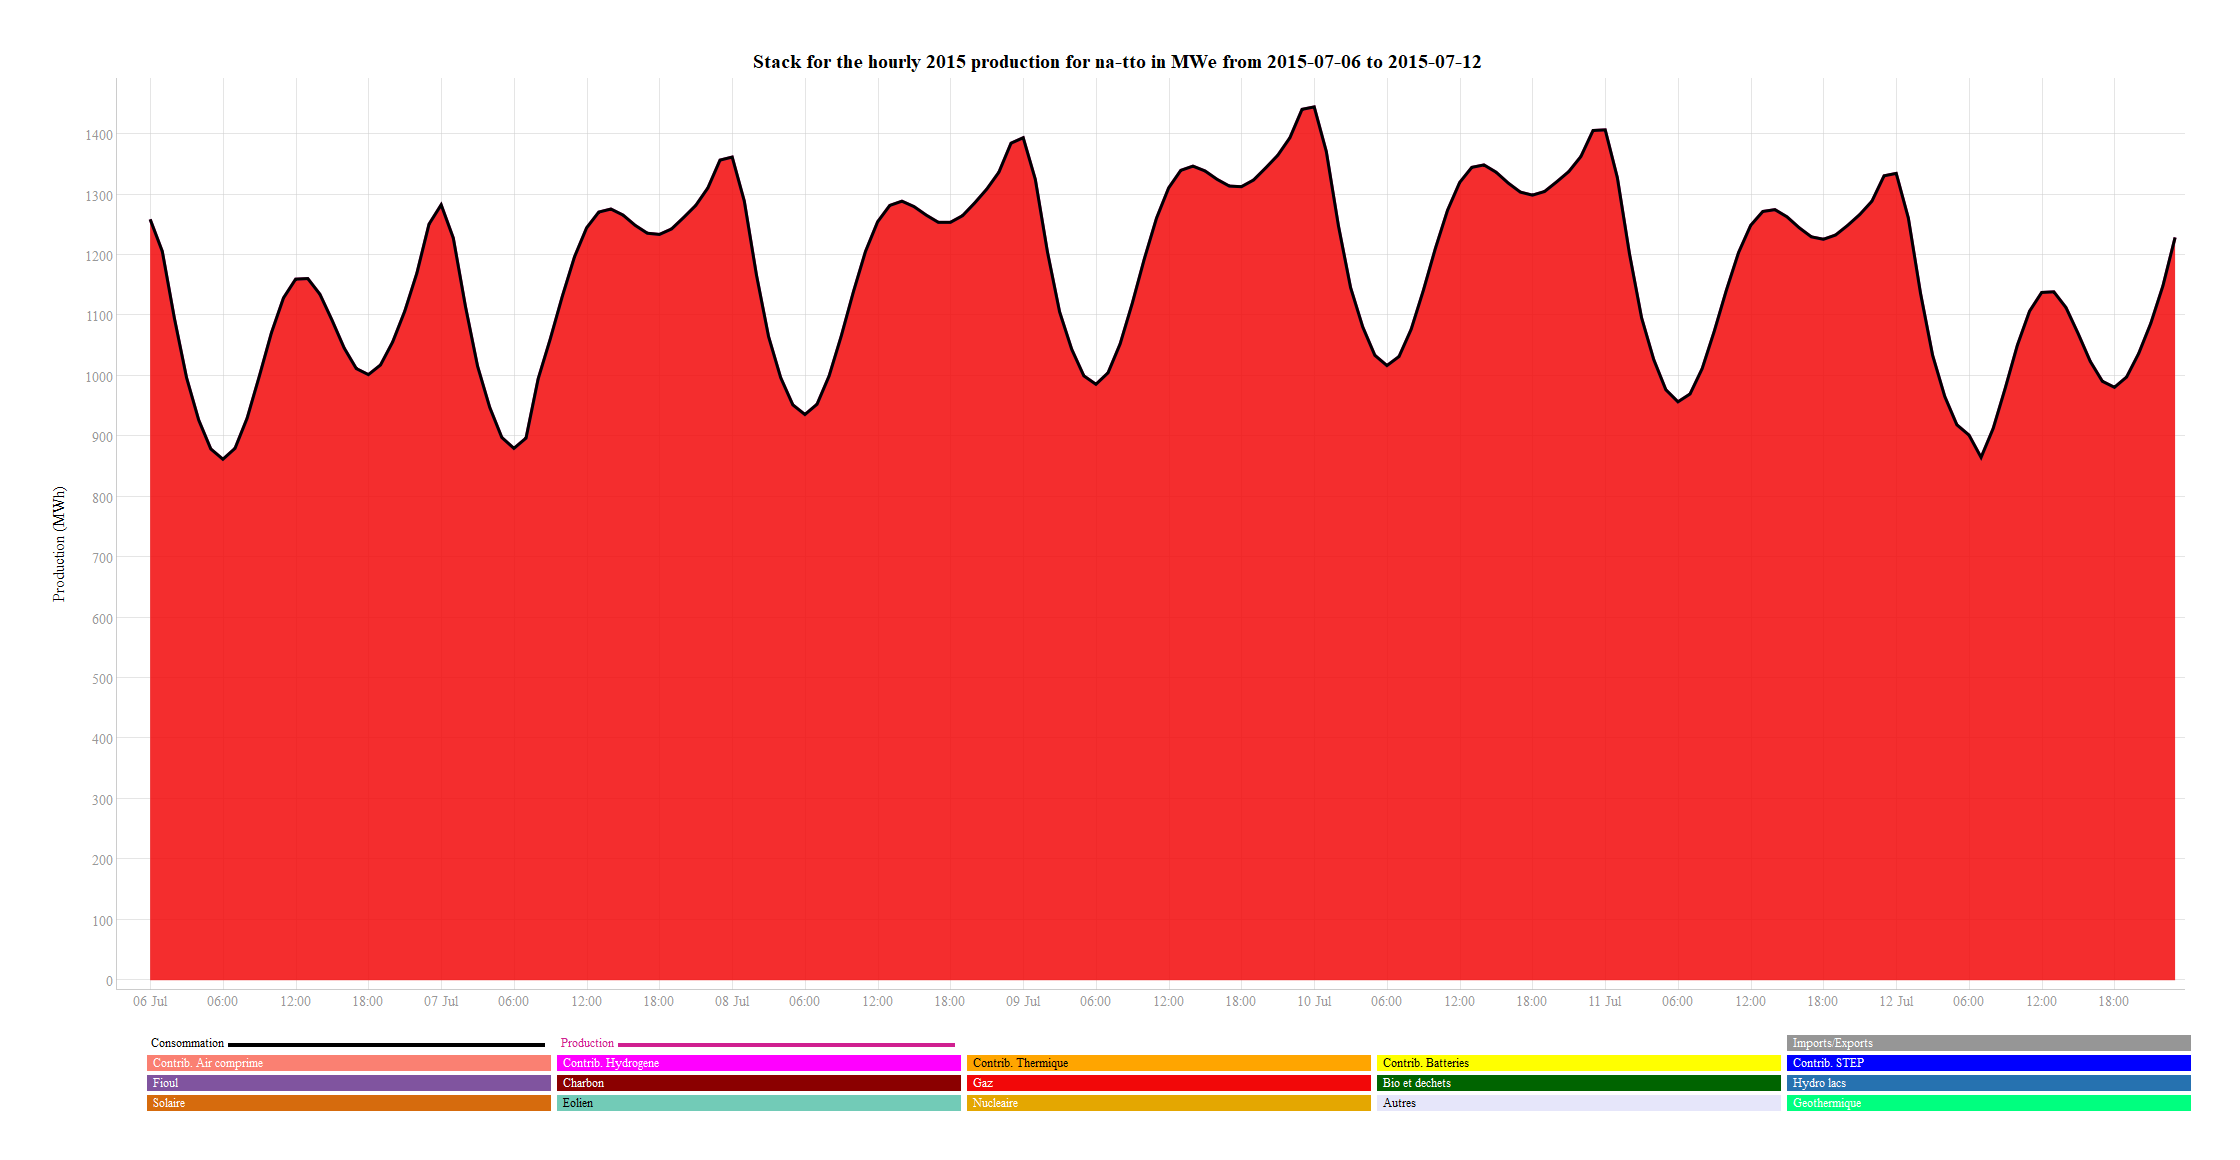 Stack for the hourly 2015 production for na-tto in MWe from 2015-07-06 to 2015-07-12
Production (MWh)
1400
1300
1200
1100
1000
900
800
700
600
500
400
300
200
100
0
06 Jul 06:00 12:00 18:00 07 Jul 06:00 12:00 18:00 08 Jul 06:00 12:00 18:00 09 Jul 06:00 12:00 18:00 10 Jul 06:00 12:00 18:00 11 Jul 06:00 12:00 18:00 12 Jul 06:00 12:00 18:00
Consommation Production Imports/Exports
Contrib. Air comprime Contrib. Hydrogene Contrib. Thermique Contrib. Batteries Contrib. STEP
Fioul Charbon Gaz Bio et dechets Hydro lacs
Solaire Eolien Nucleaire Autres Geothermique